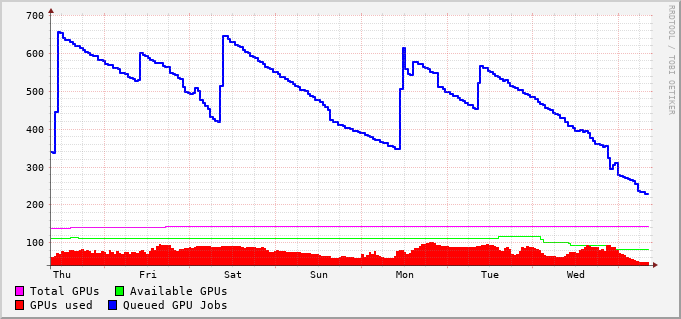 700
600
500
400
300
200
100
Thu Fri Sat Sun Mon Tue Wed
RRDTOOL / TOBI OETIKER
Total GPUs Available GPUs
GPUs used Queued GPU Jobs